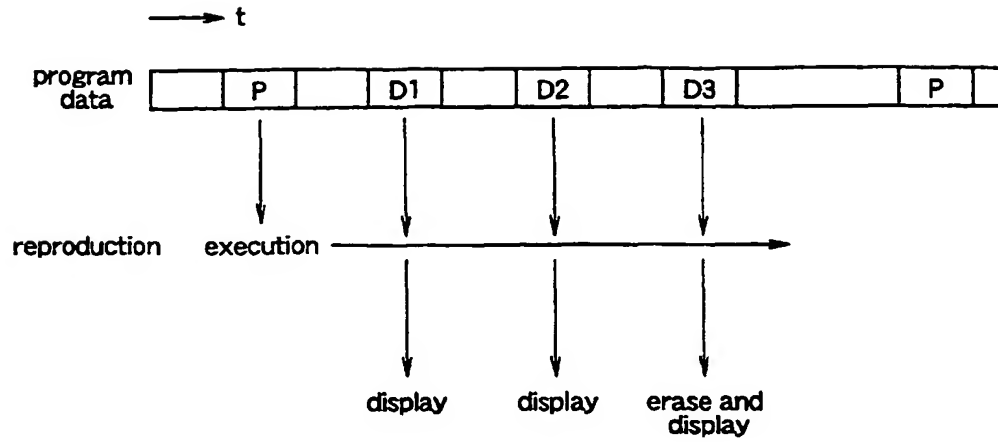 t
program
data
P
D1
D2
D3
P
reproduction
execution
display
display
erase and
display